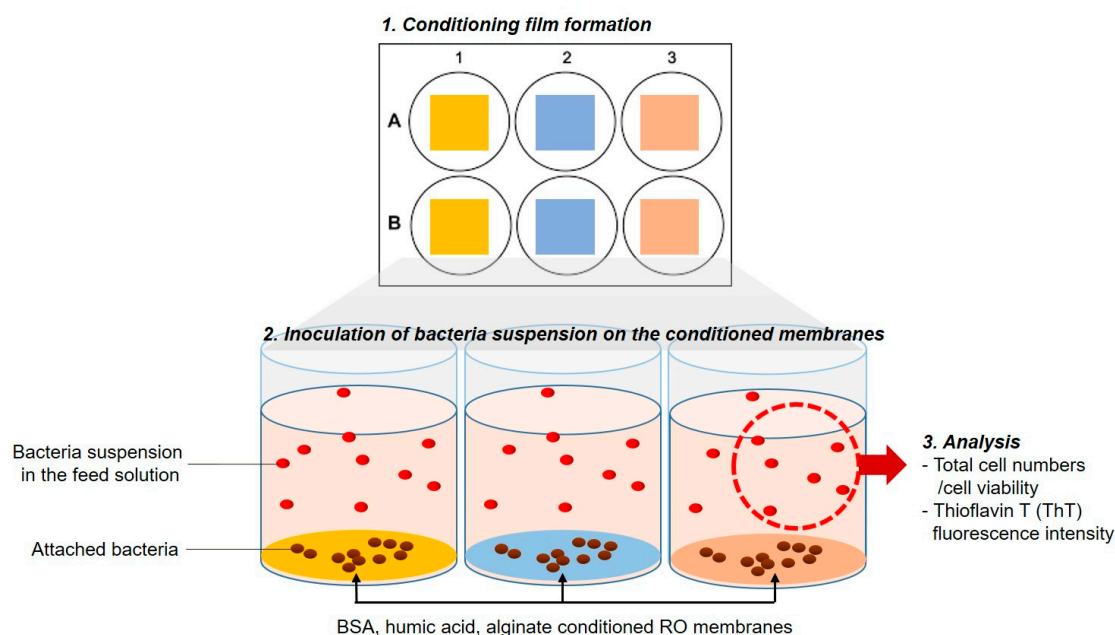 1. Conditioning film formation
1 2 3
A
B
2. Inoculation of bacteria suspension on the conditioned membranes
Bacteria suspension
in the feed solution
Attached bacteria
3. Analysis
- Total cell numbers
/cell viability
- Thioflavin T (ThT)
fluorescence intensity
BSA, humic acid, alginate conditioned RO membranes